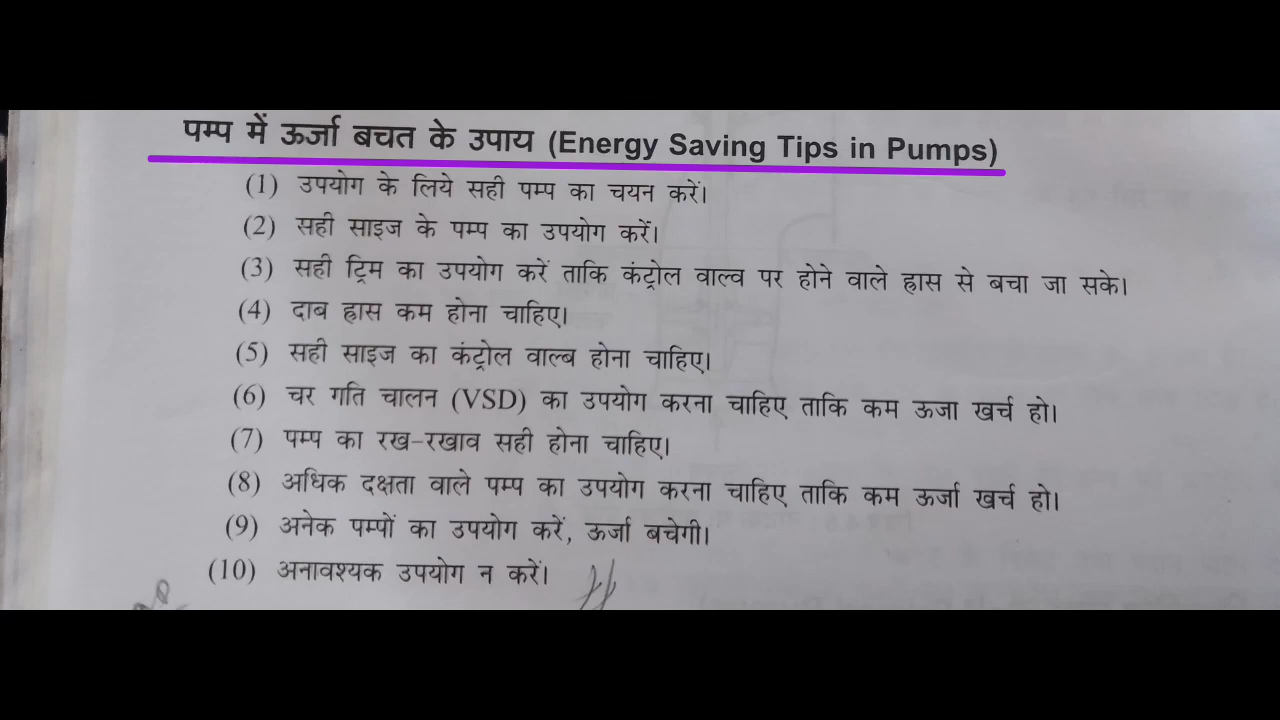 पम्प में ऊर्जा बचत के उपाय (Energy Saving Tips in Pumps)
(1) उपयोग के लिये सही पम्प का चयन करें।
(2) सही साइज के पम्प का उपयोग करें।
(3) सही ट्रिम का उपयोग करें ताकि कंट्रोल वाल्व पर होने वाले ह्रास से बचा जा सके।
(4) दाब ह्रास कम होना चाहिए।
(5) सही साइज का कंट्रोल वाल्ब होना चाहिए।
(6) चर गति चालन (VSD) का उपयोग करना चाहिए ताकि कम ऊजा खर्च हो।
(7) पम्प का रख-रखाव सही होना चाहिए।
(8) अधिक दक्षता वाले पम्प का उपयोग करना चाहिए ताकि कम ऊर्जा खर्च हो।
(9) अनेक पम्पों का उपयोग करें, ऊर्जा बचेगी।
(10) अनावश्यक उपयोग न करें।